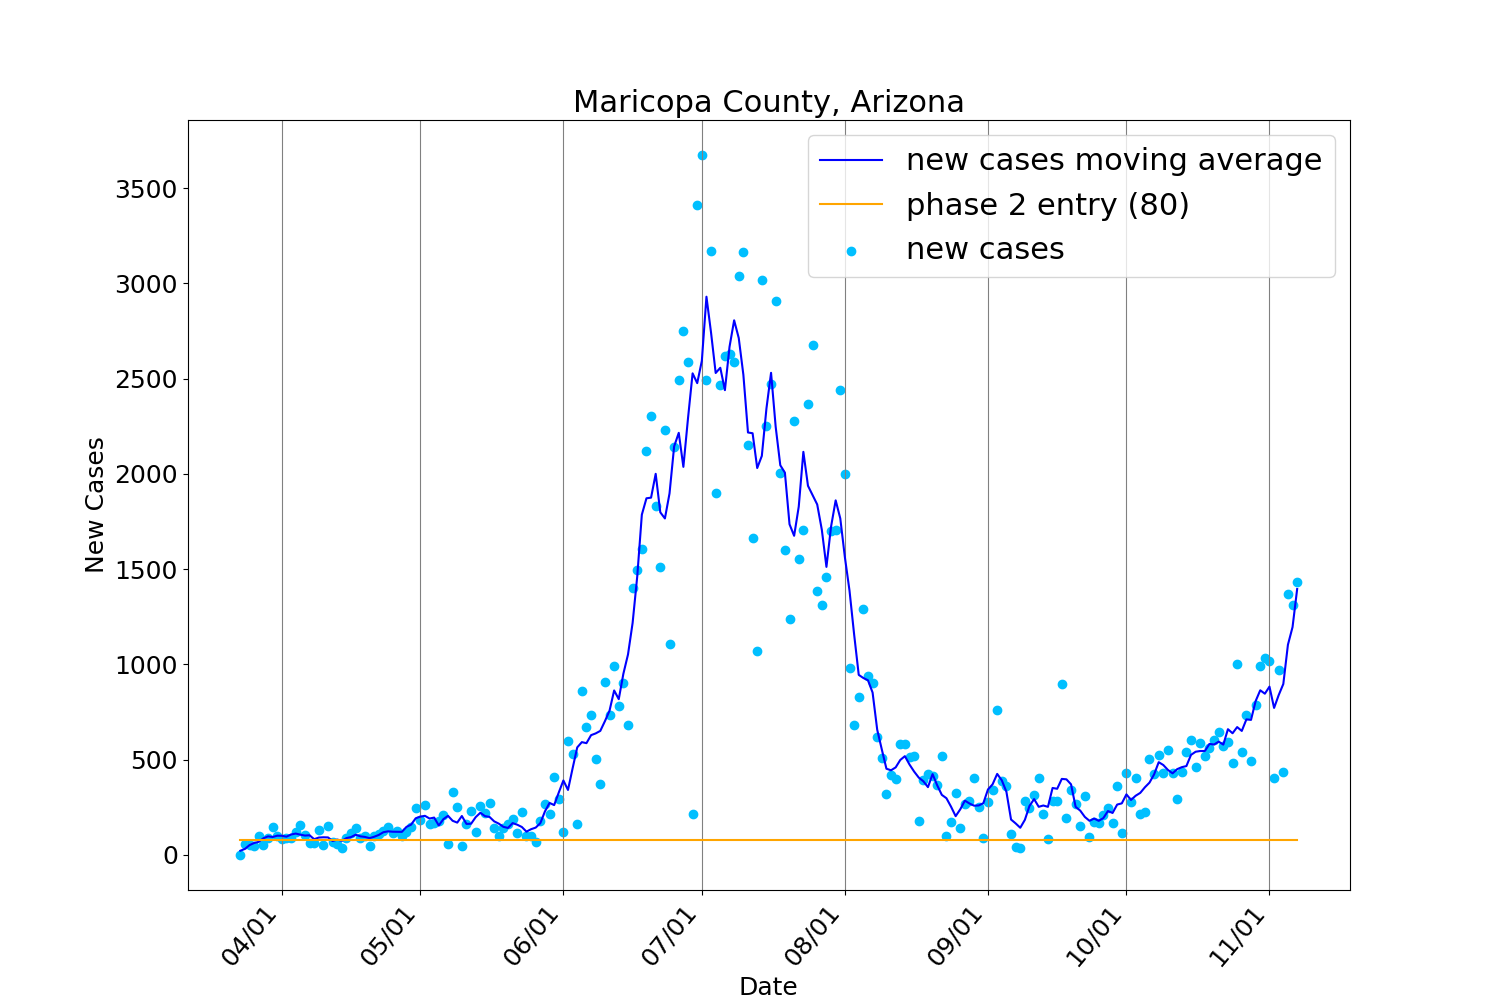 Maricopa County, Arizona
new cases moving average
phase 2 entry (80)
new cases
New Cases
3500
3000
2500
2000
1500
1000
500
0
04/01
05/01
06/01
07/01
08/01
09/01
10/01
11/01
Date